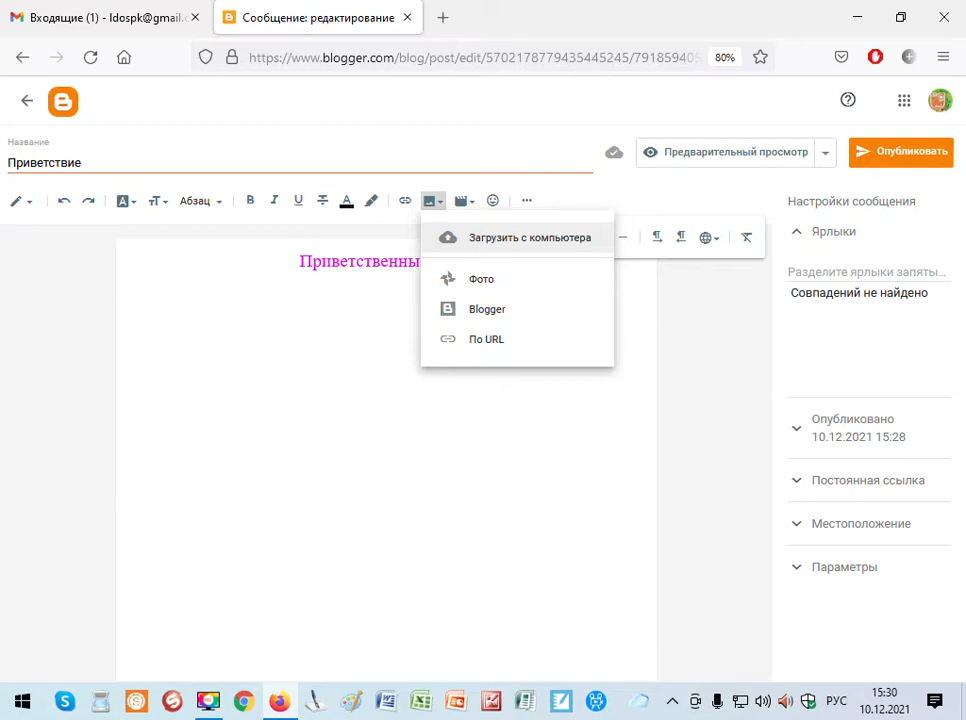 Входящие (1) - ldospk@gmail.c
Сообщение: редактирование
https://www.blogger.com/blog/post/edit/5702178779435445245/79185940
80%
Название
Приветствие
Предварительный просмотр
Опубликовать
Абзац
B I U A
Настройки сообщения
Загрузить с компьютера
Ярлыки
Приветственны
Разделите ярлыки запяты...
Фото
Совпадений не найдено
Blogger
По URL
Опубликовано
10.12.2021 15:28
Постоянная ссылка
Местоположение
Параметры
РУС
15:30
10.12.2021